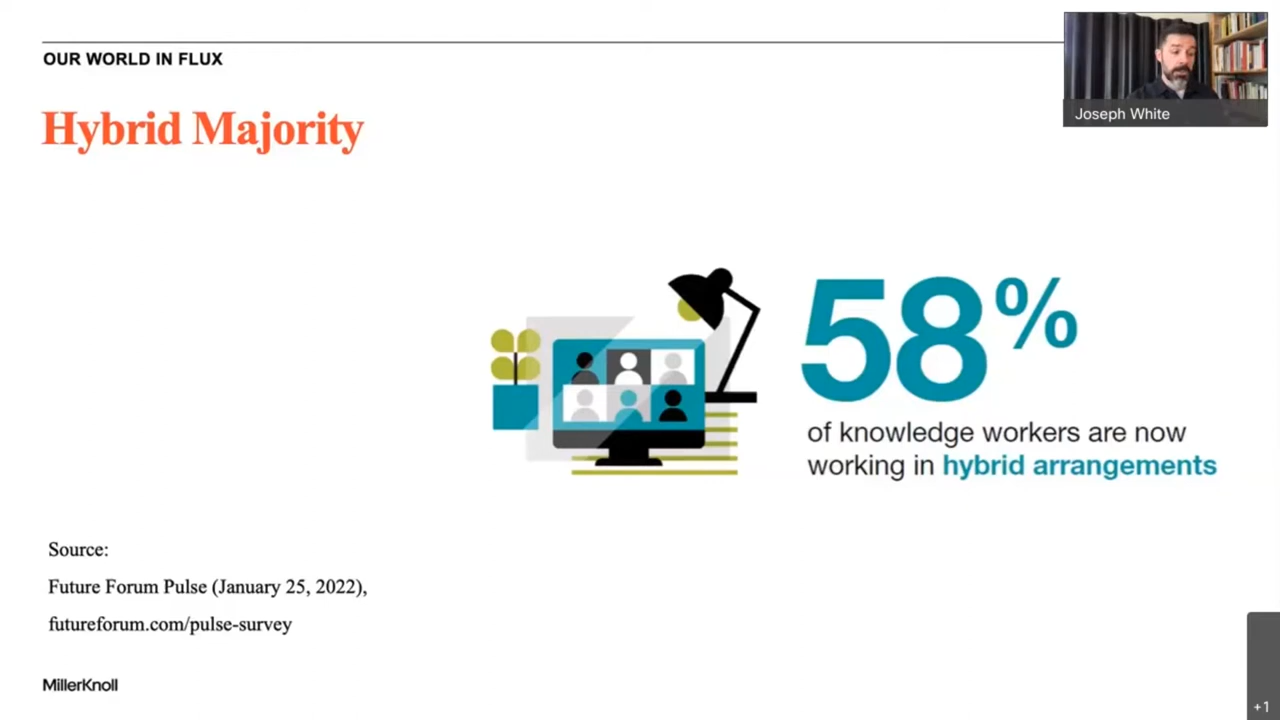 OUR WORLD IN FLUX
Hybrid Majority
Joseph White
58%
of knowledge workers are now
working in hybrid arrangements
Source:
Future Forum Pulse (January 25, 2022),
futureforum.com/pulse-survey
MillerKnoll
+1